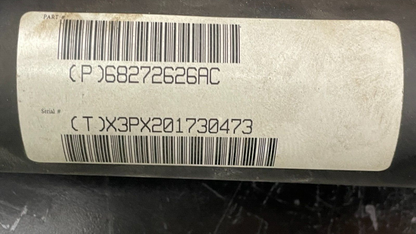 PART #
(P)68272626AC
Serial #
(T)X3PX201730473